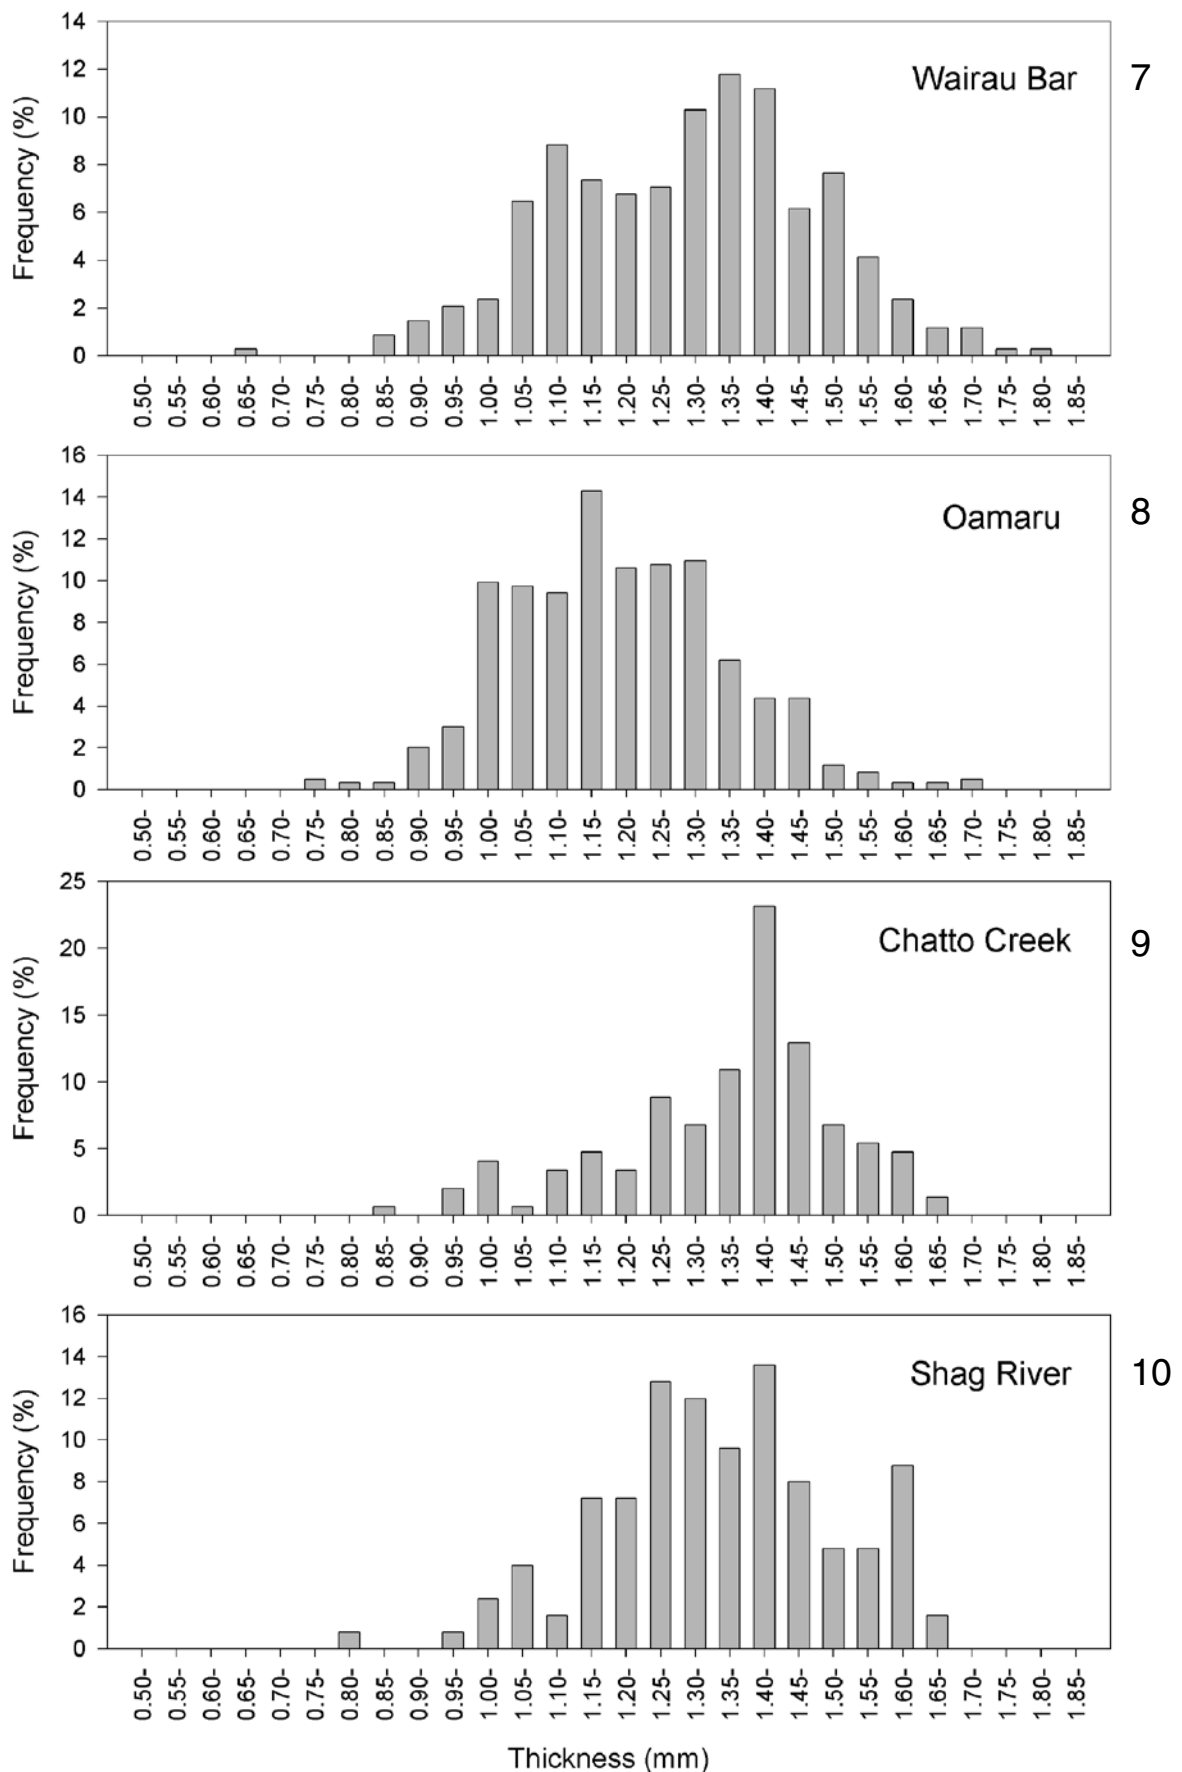 14
12
10
8
6
4
2
0
Frequency (%)
Wairau Bar
7
0.50- 0.55- 0.60- 0.65- 0.70- 0.75- 0.80- 0.85- 0.90- 0.95- 1.00- 1.05- 1.10- 1.15- 1.20- 1.25- 1.30- 1.35- 1.40- 1.45- 1.50- 1.55- 1.60- 1.65- 1.70- 1.75- 1.80- 1.85-
16
14
12
10
8
6
4
2
0
Frequency (%)
Oamaru
8
0.50- 0.55- 0.60- 0.65- 0.70- 0.75- 0.80- 0.85- 0.90- 0.95- 1.00- 1.05- 1.10- 1.15- 1.20- 1.25- 1.30- 1.35- 1.40- 1.45- 1.50- 1.55- 1.60- 1.65- 1.70- 1.75- 1.80- 1.85-
25
20
15
10
5
0
Frequency (%)
Chatto Creek
9
0.50- 0.55- 0.60- 0.65- 0.70- 0.75- 0.80- 0.85- 0.90- 0.95- 1.00- 1.05- 1.10- 1.15- 1.20- 1.25- 1.30- 1.35- 1.40- 1.45- 1.50- 1.55- 1.60- 1.65- 1.70- 1.75- 1.80- 1.85-
16
14
12
10
8
6
4
2
0
Frequency (%)
Shag River
10
0.50- 0.55- 0.60- 0.65- 0.70- 0.75- 0.80- 0.85- 0.90- 0.95- 1.00- 1.05- 1.10- 1.15- 1.20- 1.25- 1.30- 1.35- 1.40- 1.45- 1.50- 1.55- 1.60- 1.65- 1.70- 1.75- 1.80- 1.85-
Thickness (mm)